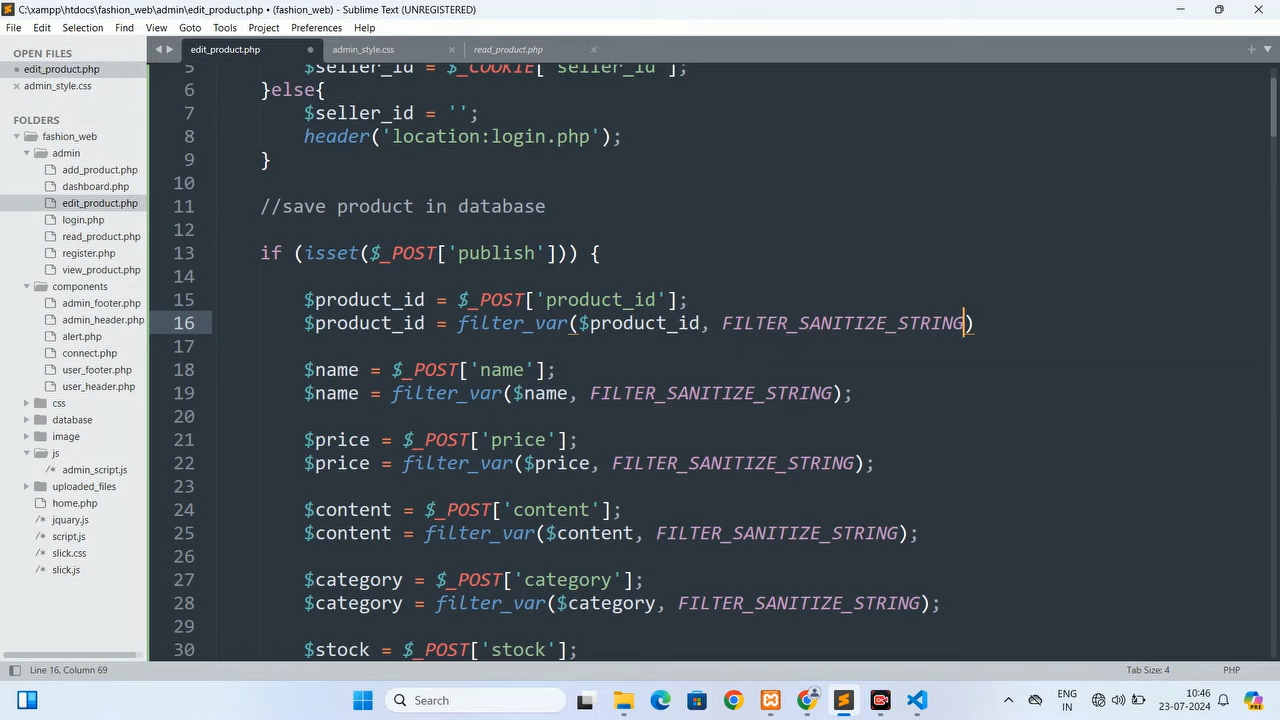 C:\xampp\htdocs\fashion_web\admin\edit_product.php • (fashion_web) - Sublime Text (UNREGISTERED)
File Edit Selection Find View Goto Tools Project Preferences Help
OPEN FILES
edit_product.php
admin_style.css
FOLDERS
fashion_web
admin
add_product.php
dashboard.php
edit_product.php
login.php
read_product.php
register.php
view_product.php
components
admin_footer.php
admin_header.php
alert.php
connect.php
user_footer.php
user_header.php
css
database
image
js
admin_script.js
uploaded_files
home.php
jquary.js
script.js
slick.css
slick.js
edit_product.php admin_style.css read_product.php
5 $seller_id = $_COOKIE['seller_id'];
6 }else{
7 $seller_id = '';
8 header('location:login.php');
9 }
10
11 //save product in database
12
13 if (isset($_POST['publish'])) {
14
15 $product_id = $_POST['product_id'];
16 $product_id = filter_var($product_id, FILTER_SANITIZE_STRING)
17
18 $name = $_POST['name'];
19 $name = filter_var($name, FILTER_SANITIZE_STRING);
20
21 $price = $_POST['price'];
22 $price = filter_var($price, FILTER_SANITIZE_STRING);
23
24 $content = $_POST['content'];
25 $content = filter_var($content, FILTER_SANITIZE_STRING);
26
27 $category = $_POST['category'];
28 $category = filter_var($category, FILTER_SANITIZE_STRING);
29
30 $stock = $_POST['stock'];
Line 16, Column 69
Tab Size: 4 PHP
Search
ENG
IN
10:46
23-07-2024
PRE